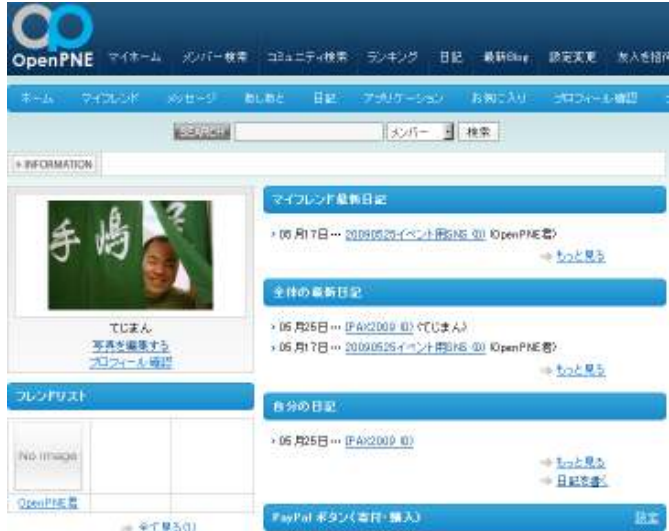 OpenPNE
マイホーム メンバー検索 コミュニティ検索 ランキング 日記 最新Blog 設定変更 友人を招待
ホーム マイフレンド メッセージ あしあと 日記 アプリケーション お気に入り プロフィール確認
SEARCH メンバー 検索
INFORMATION
手嶋屋
てじまん
写真を編集する
プロフィール確認
フレンドリスト
No image
OpenPNE君
全て見る(1)
マイフレンド最新日記
05月17日… 20090525イベント用SNS (0) (OpenPNE君)
もっと見る
全体の最新日記
05月25日… [PAX2009 (0) (てじまん)
05月17日… 20090525イベント用SNS (0) (OpenPNE君)
もっと見る
自分の日記
05月25日… [PAX2009 (0)
もっと見る
日記を書く
PayPal ボタン(寄付・購入) 設定